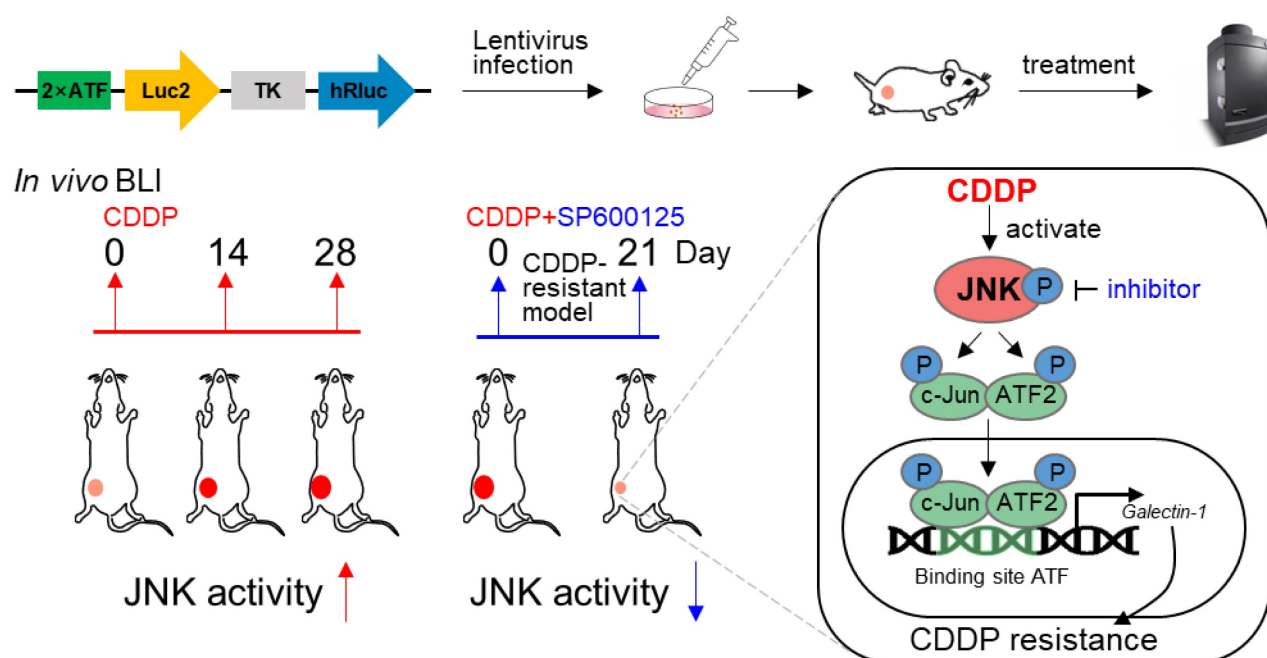 Lentivirus
infection
treatment
2×ATF Luc2 TK hRluc
In vivo BLI
CDDP
0 14 28
CDDP+SP600125
0 21 Day
CDDP-
resistant
model
JNK activity
JNK activity
CDDP
activate
JNK P
inhibitor
P P
c-Jun ATF2
P P
c-Jun ATF2
Galectin-1
Binding site ATF
CDDP resistance